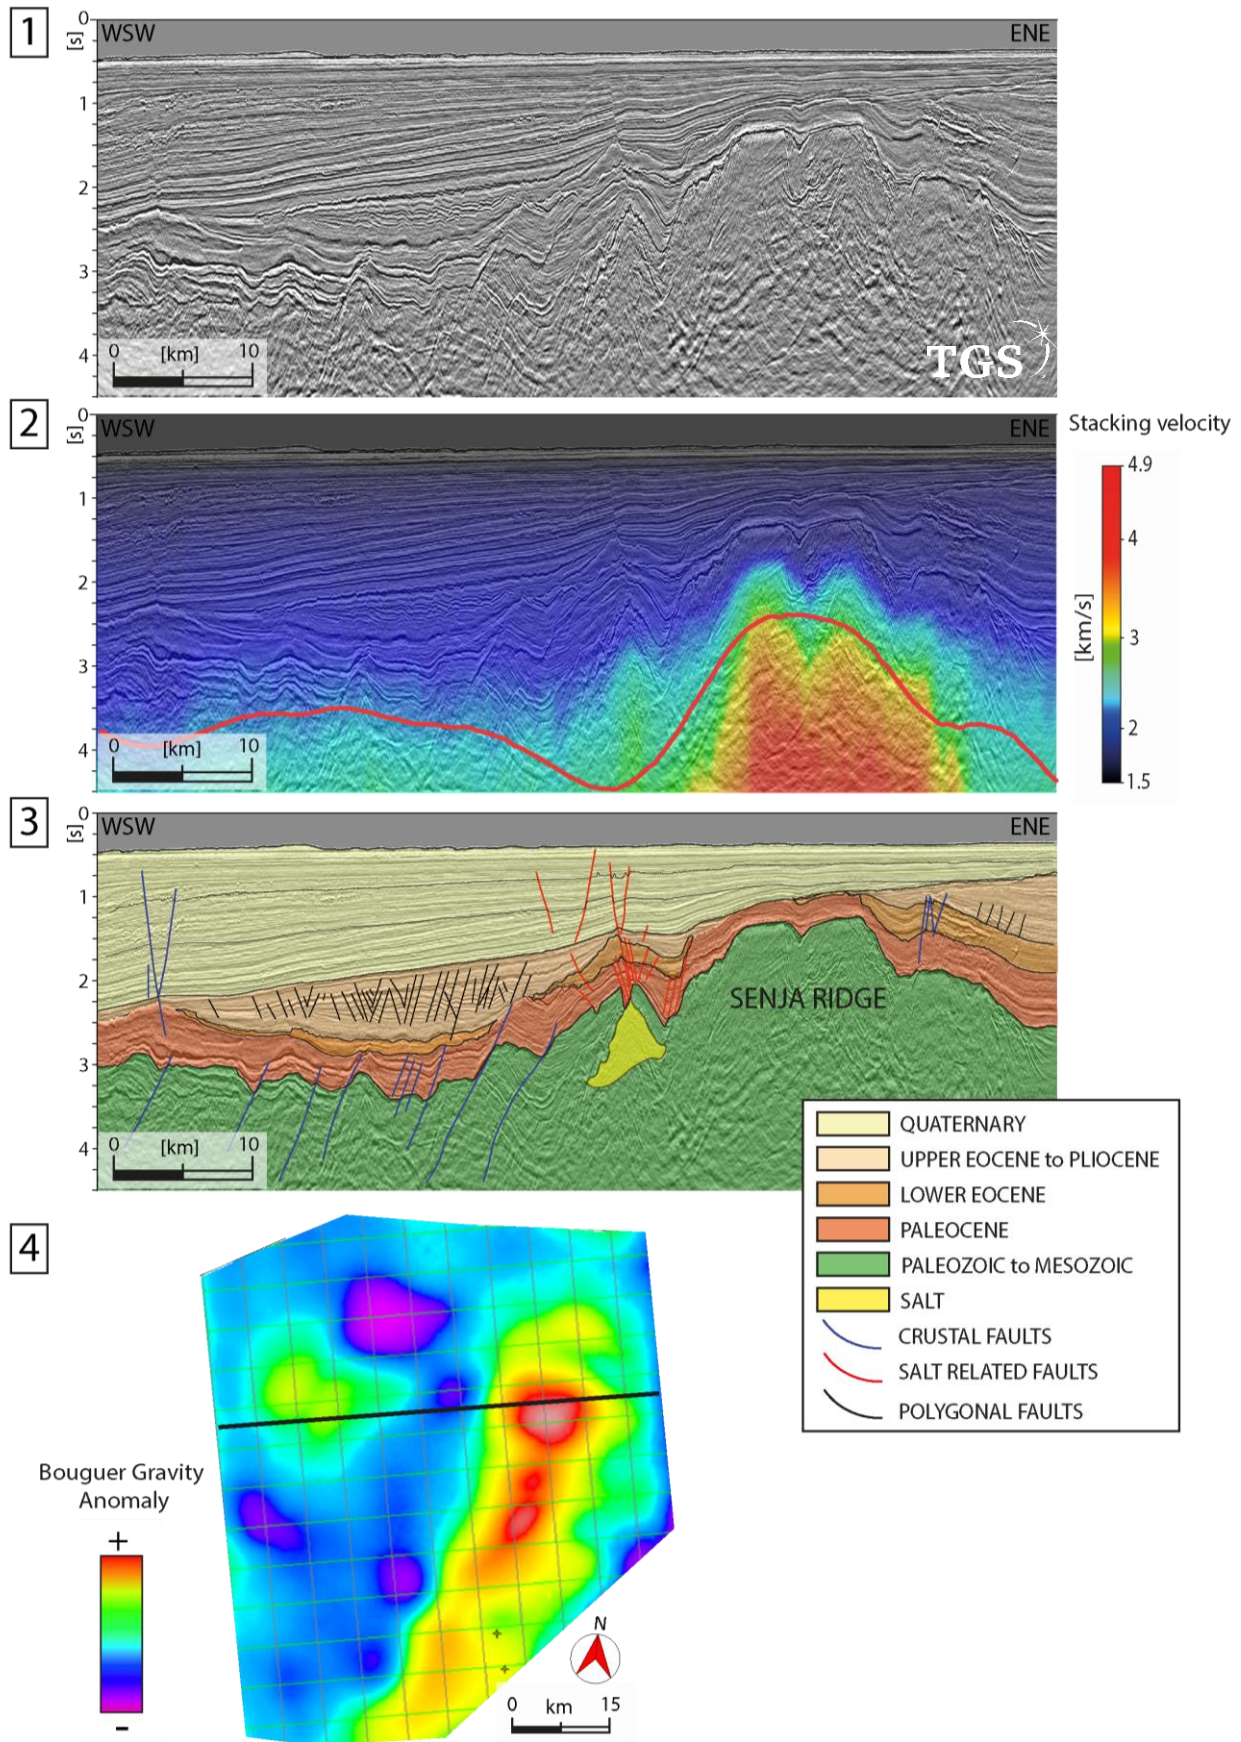 1
0
[s]
WSW
ENE
1
2
3
4
0 [km] 10
TGS
2
0
[s]
WSW
ENE
1
2
3
4
0 [km] 10
Stacking velocity
4.9
4
3
2
1.5
[km/s]
3
0
[s]
WSW
ENE
1
2
3
4
SENJA RIDGE
0 [km] 10
QUATERNARY
UPPER EOCENE to PLIOCENE
LOWER EOCENE
PALEOCENE
PALEOZOIC to MESOZOIC
SALT
CRUSTAL FAULTS
SALT RELATED FAULTS
POLYGONAL FAULTS
4
Bouguer Gravity
Anomaly
+
-
N
0 km 15